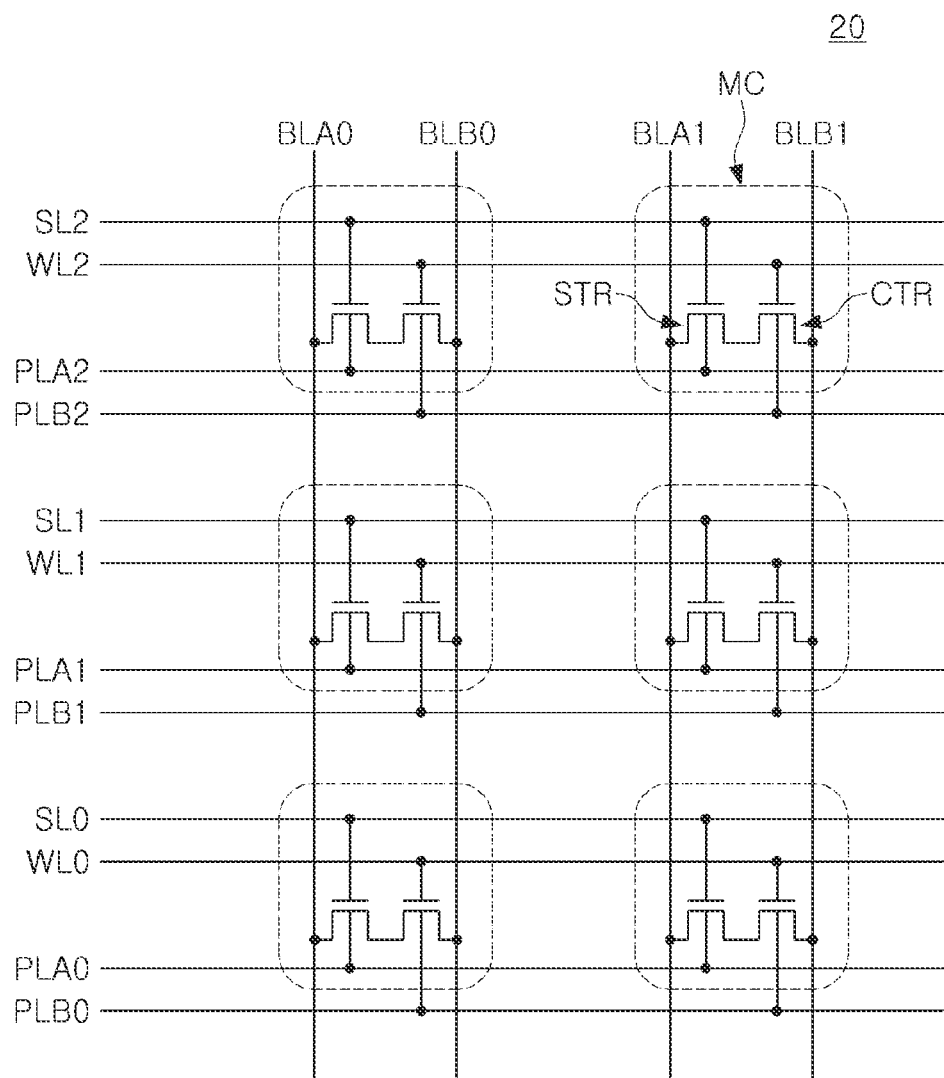 20
MC
BLA0 BLB0 BLA1 BLB1
SL2
WL2
STR CTR
PLA2
PLB2
SL1
WL1
PLA1
PLB1
SL0
WL0
PLA0
PLB0